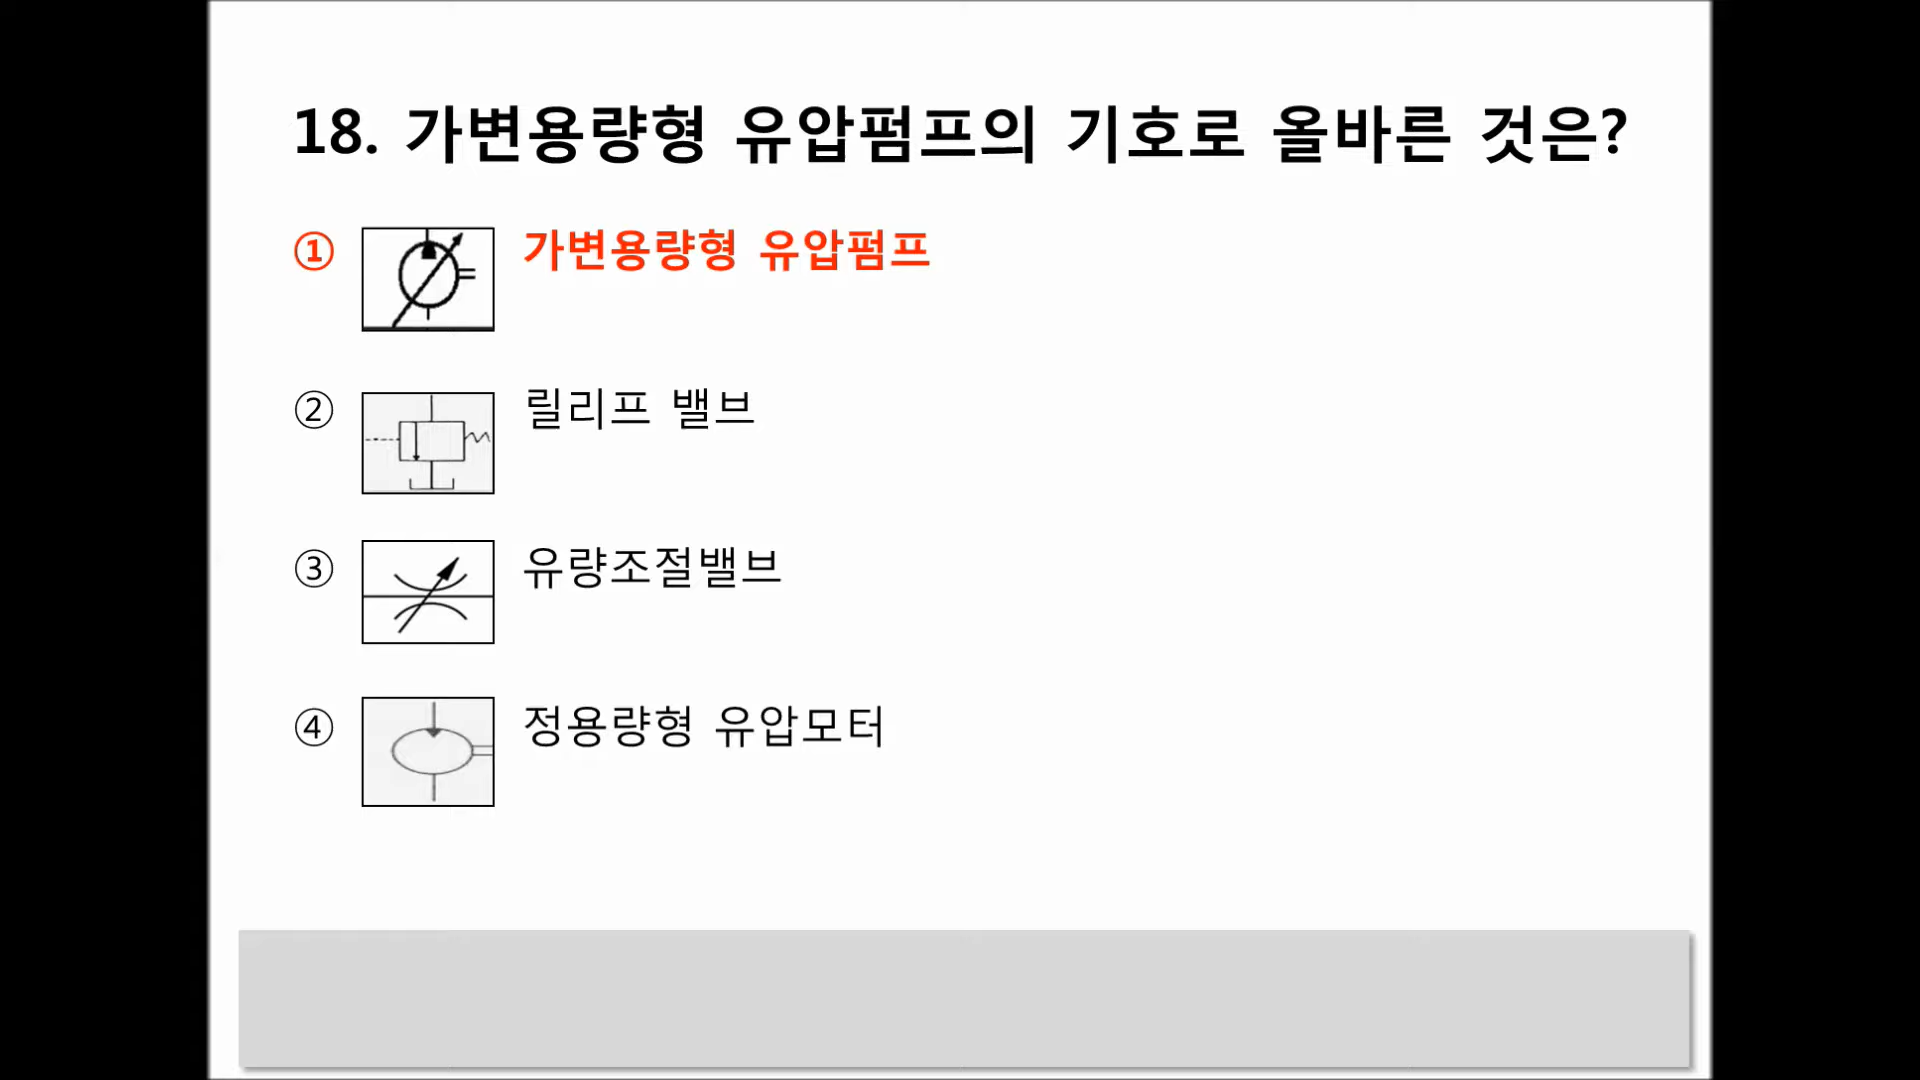 18. 가변용량형 유압펌프의 기호로 올바른 것은?
① 가변용량형 유압펌프
② 릴리프 밸브
③ 유량조절밸브
④ 정용량형 유압모터